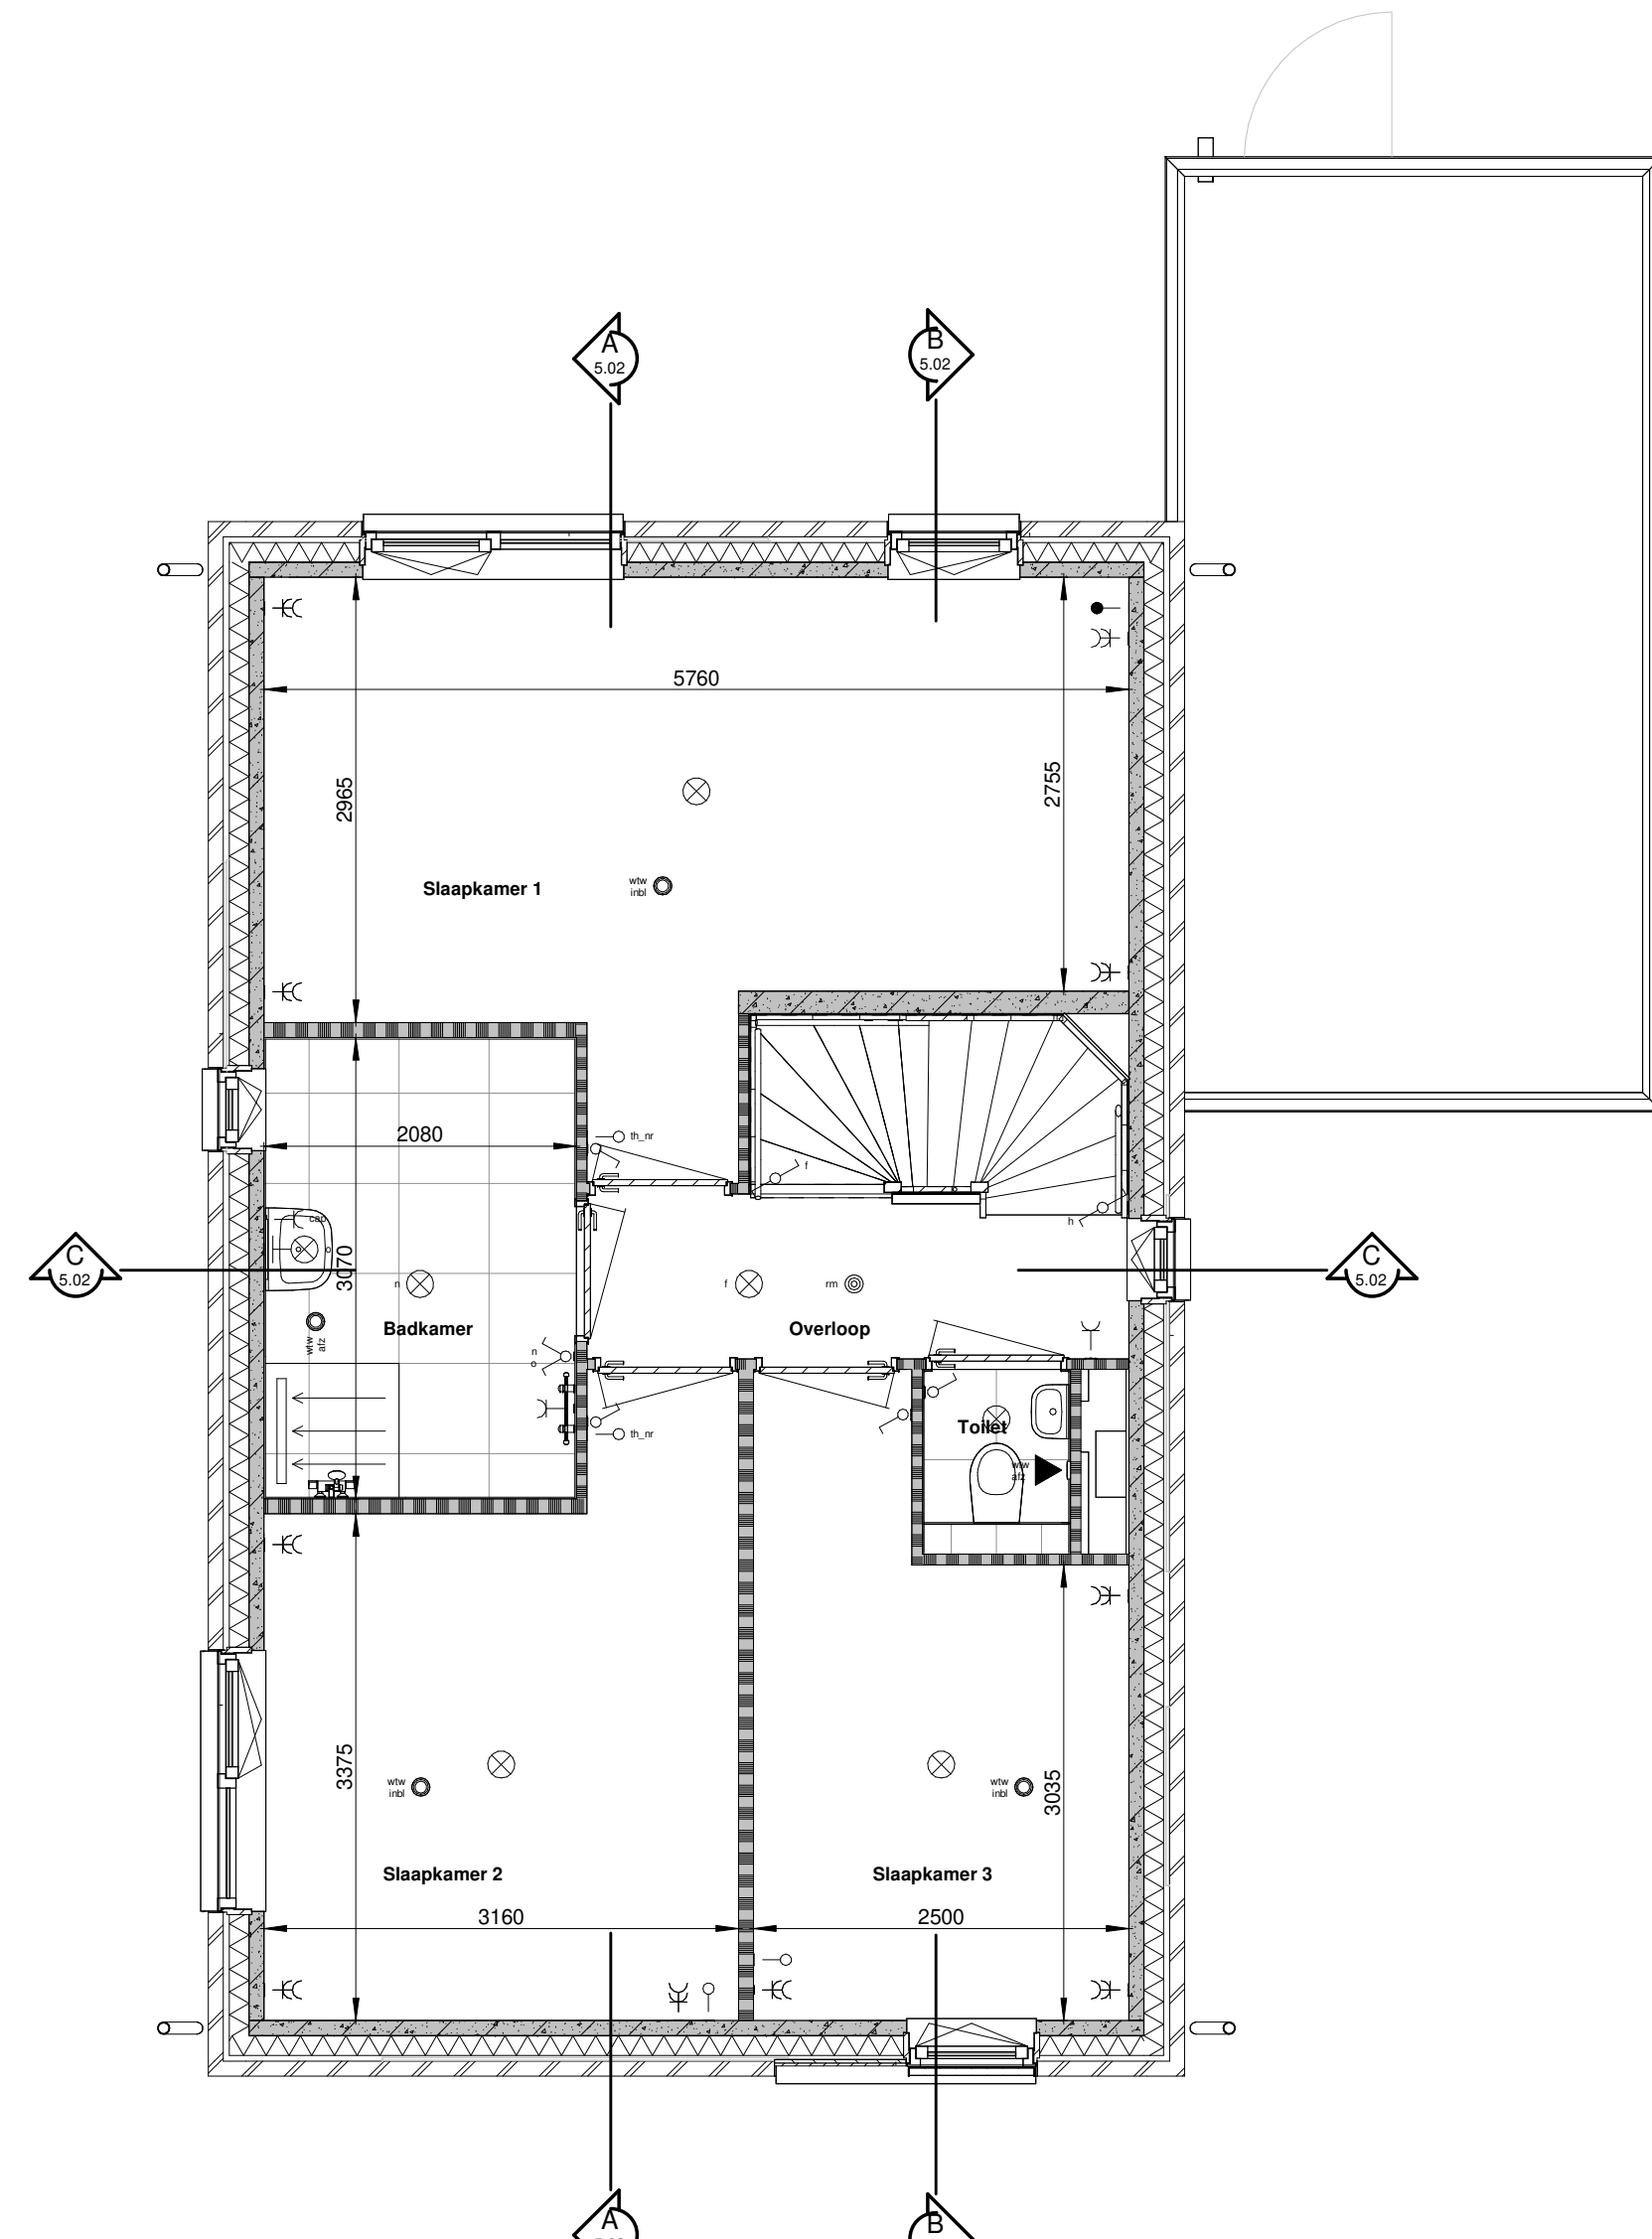 A
5.02
B
5.02
5760
2965
2755
Slaapkamer 1
wtw
inbl
2080
th_nr
f
cap
h
C
5.02
3070
n
f
rm
C
5.02
wtw
afz
Badkamer
Overloop
n
o
th_nr
Toilet
wtw
afz
3375
wtw
inbl
wtw
inbl
3035
Slaapkamer 2
Slaapkamer 3
3160
2500
A
B